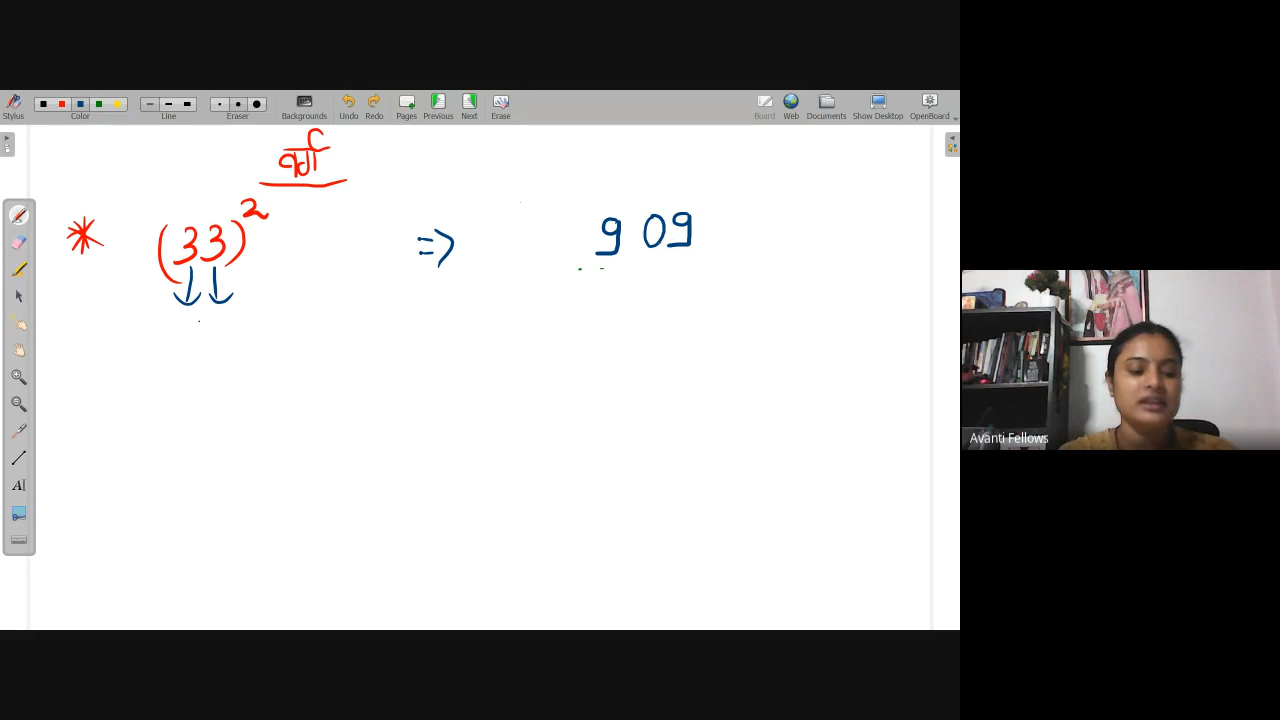 Stylus Color Line Eraser Backgrounds Undo Redo Pages Previous Next Erase Board Web Documents Show Desktop OpenBoard
वर्ग
* (33)² => 9 09
Avanti Fellows